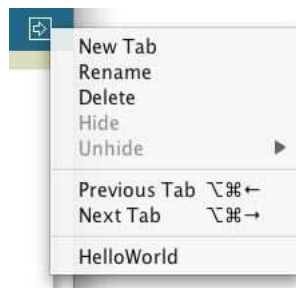 New Tab
Rename
Delete
Hide
Unhide ▶
Previous Tab ⌥⌘←
Next Tab ⌥⌘→
HelloWorld